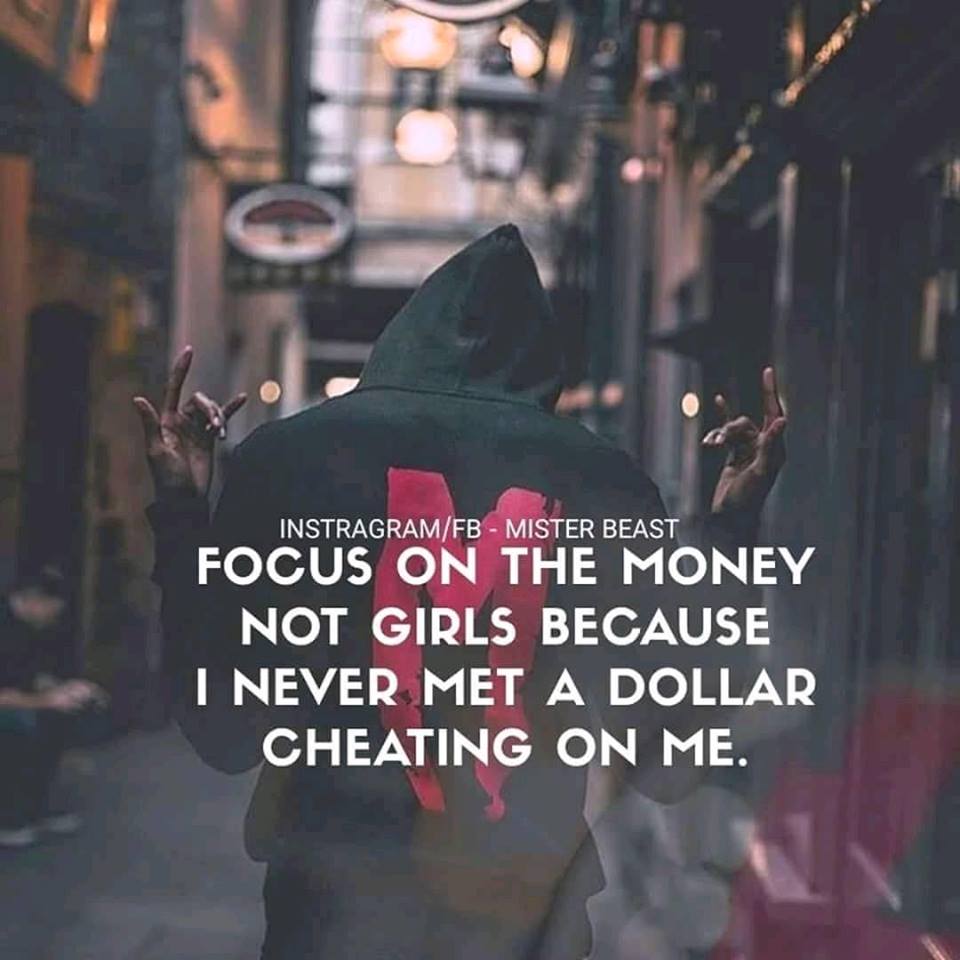 INSTRAGRAM/FB - MISTER BEAST
FOCUS ON THE MONEY
NOT GIRLS BECAUSE
I NEVER MET A DOLLAR
CHEATING ON ME.